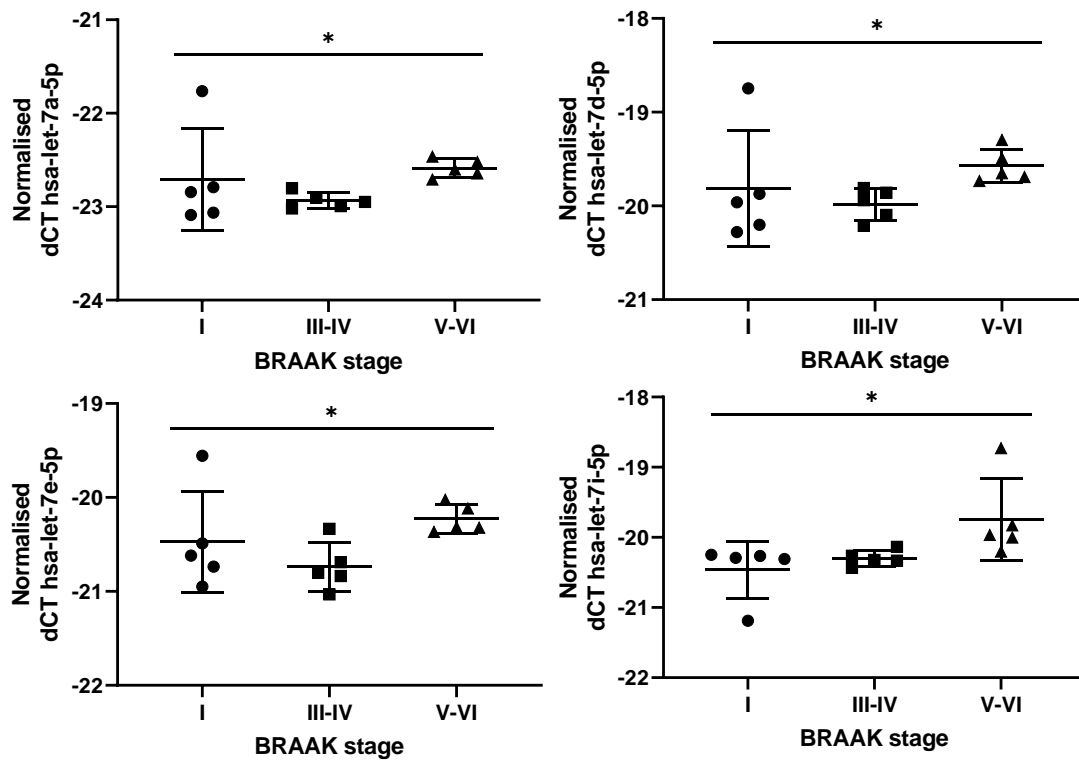 Normalised
dCT hsa-let-7a-5p
-21
-22
-23
-24
*
I
III-IV
V-VI
BRAAK stage
Normalised
dCT hsa-let-7d-5p
-18
-19
-20
-21
*
I
III-IV
V-VI
BRAAK stage
Normalised
dCT hsa-let-7e-5p
-19
-20
-21
-22
*
I
III-IV
V-VI
BRAAK stage
Normalised
dCT hsa-let-7i-5p
-18
-19
-20
-21
-22
*
I
III-IV
V-VI
BRAAK stage